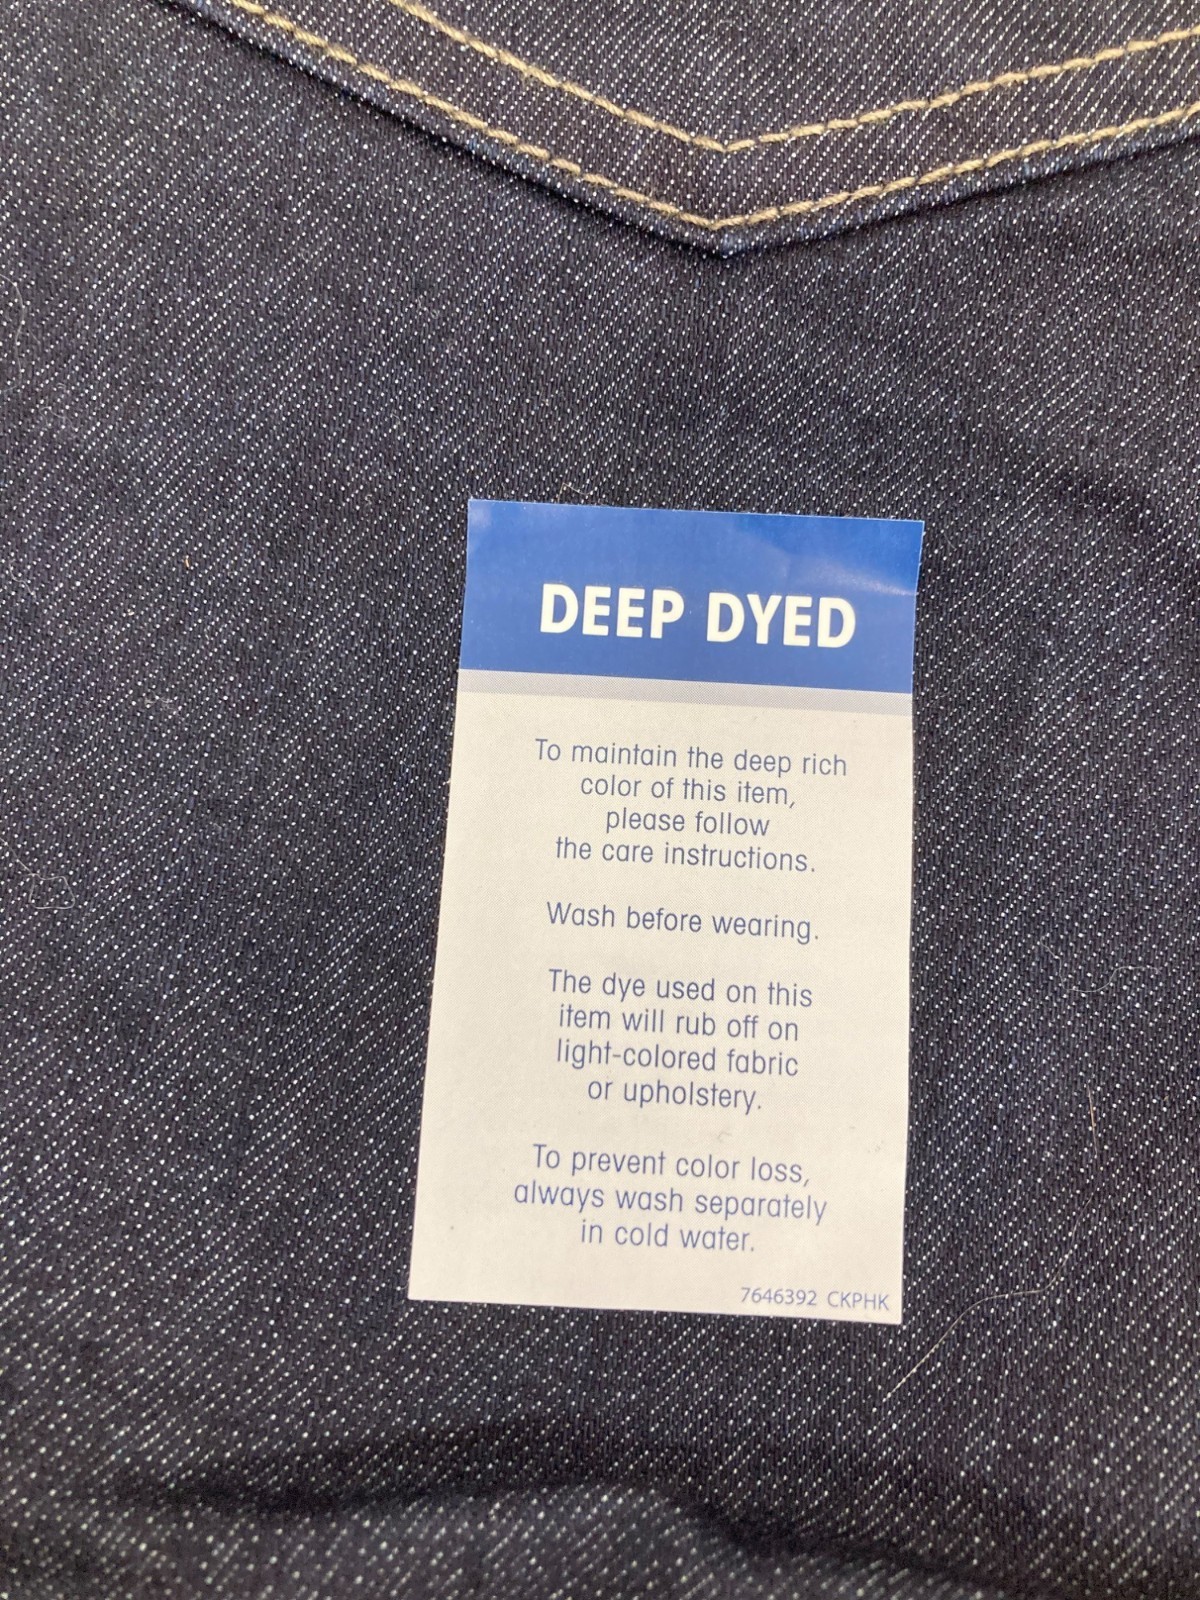 DEEP DYED
To maintain the deep rich
color of this item,
please follow
the care instructions.
Wash before wearing.
The dye used on this
item will rub off on
light-colored fabric
or upholstery.
To prevent color loss,
always wash separately
in cold water.
7646392 CKPHK